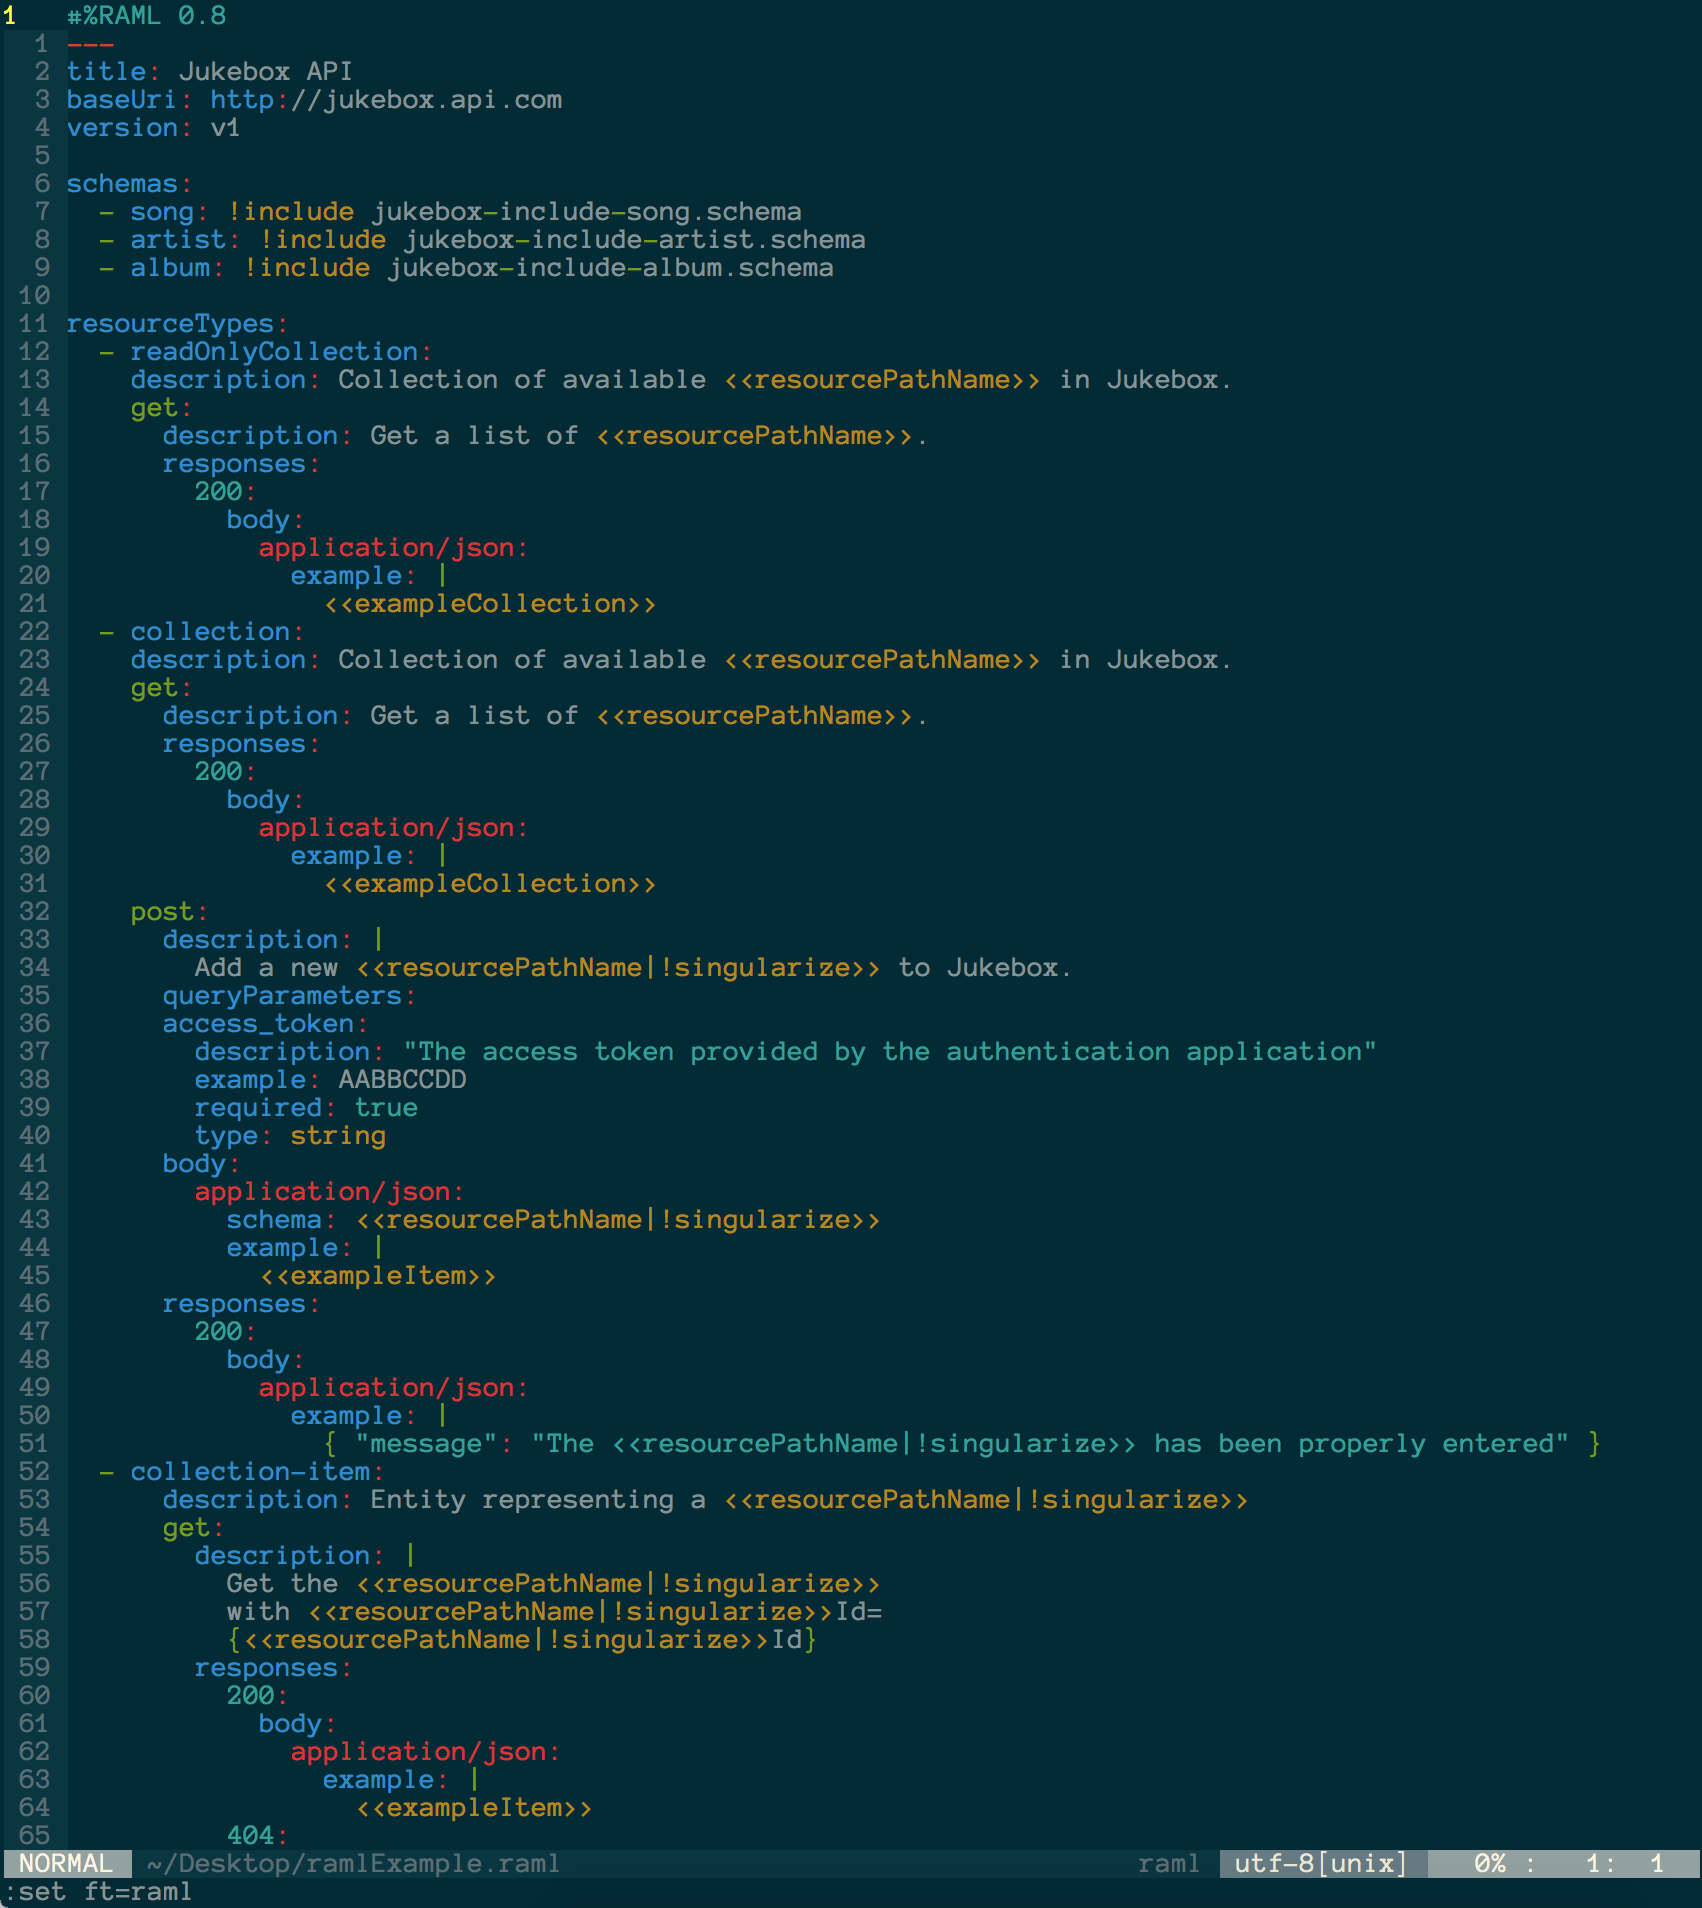 1   #%RAML 0.8
  1 ---
  2 title: Jukebox API
  3 baseUri: http://jukebox.api.com
  4 version: v1
  5
  6 schemas:
  7   - song: !include jukebox-include-song.schema
  8   - artist: !include jukebox-include-artist.schema
  9   - album: !include jukebox-include-album.schema
 10
 11 resourceTypes:
 12   - readOnlyCollection:
 13     description: Collection of available <<resourcePathName>> in Jukebox.
 14     get:
 15       description: Get a list of <<resourcePathName>>.
 16       responses:
 17         200:
 18           body:
 19             application/json:
 20               example: |
 21                 <<exampleCollection>>
 22   - collection:
 23     description: Collection of available <<resourcePathName>> in Jukebox.
 24     get:
 25       description: Get a list of <<resourcePathName>>.
 26       responses:
 27         200:
 28           body:
 29             application/json:
 30               example: |
 31                 <<exampleCollection>>
 32     post:
 33       description: |
 34         Add a new <<resourcePathName|!singularize>> to Jukebox.
 35       queryParameters:
 36       access_token:
 37         description: "The access token provided by the authentication application"
 38         example: AABBCCDD
 39         required: true
 40         type: string
 41       body:
 42         application/json:
 43           schema: <<resourcePathName|!singularize>>
 44           example: |
 45             <<exampleItem>>
 46       responses:
 47         200:
 48           body:
 49             application/json:
 50               example: |
 51                 { "message": "The <<resourcePathName|!singularize>> has been properly entered" }
 52   - collection-item:
 53       description: Entity representing a <<resourcePathName|!singularize>>
 54       get:
 55         description: |
 56           Get the <<resourcePathName|!singularize>>
 57           with <<resourcePathName|!singularize>>Id=
 58           {<<resourcePathName|!singularize>>Id}
 59         responses:
 60           200:
 61             body:
 62               application/json:
 63                 example: |
 64                   <<exampleItem>>
 65           404:
NORMAL ~/Desktop/ramlExample.raml raml utf-8[unix] 0% : 1: 1
:set ft=raml